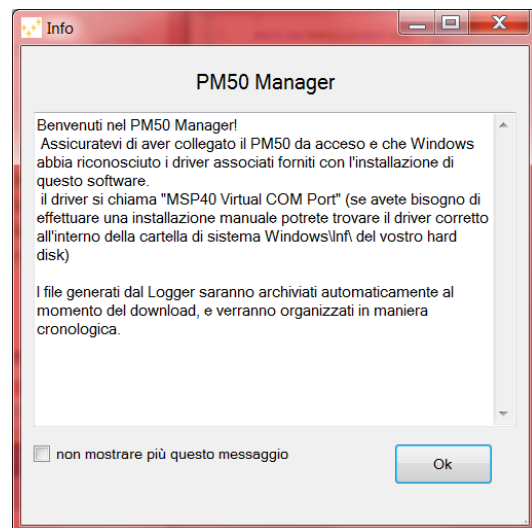 Info
PM50 Manager
Benvenuti nel PM50 Manager!
Assicuratevi di aver collegato il PM50 da acceso e che Windows
abbia riconosciuto i driver associati forniti con l'installazione di
questo software.
il driver si chiama "MSP40 Virtual COM Port" (se avete bisogno di
effettuare una installazione manuale potrete trovare il driver corretto
all'interno della cartella di sistema Windows\Inf\ del vostro hard
disk)
I file generati dal Logger saranno archiviati automaticamente al
momento del download, e verranno organizzati in maniera
cronologica.
non mostrare più questo messaggio
Ok